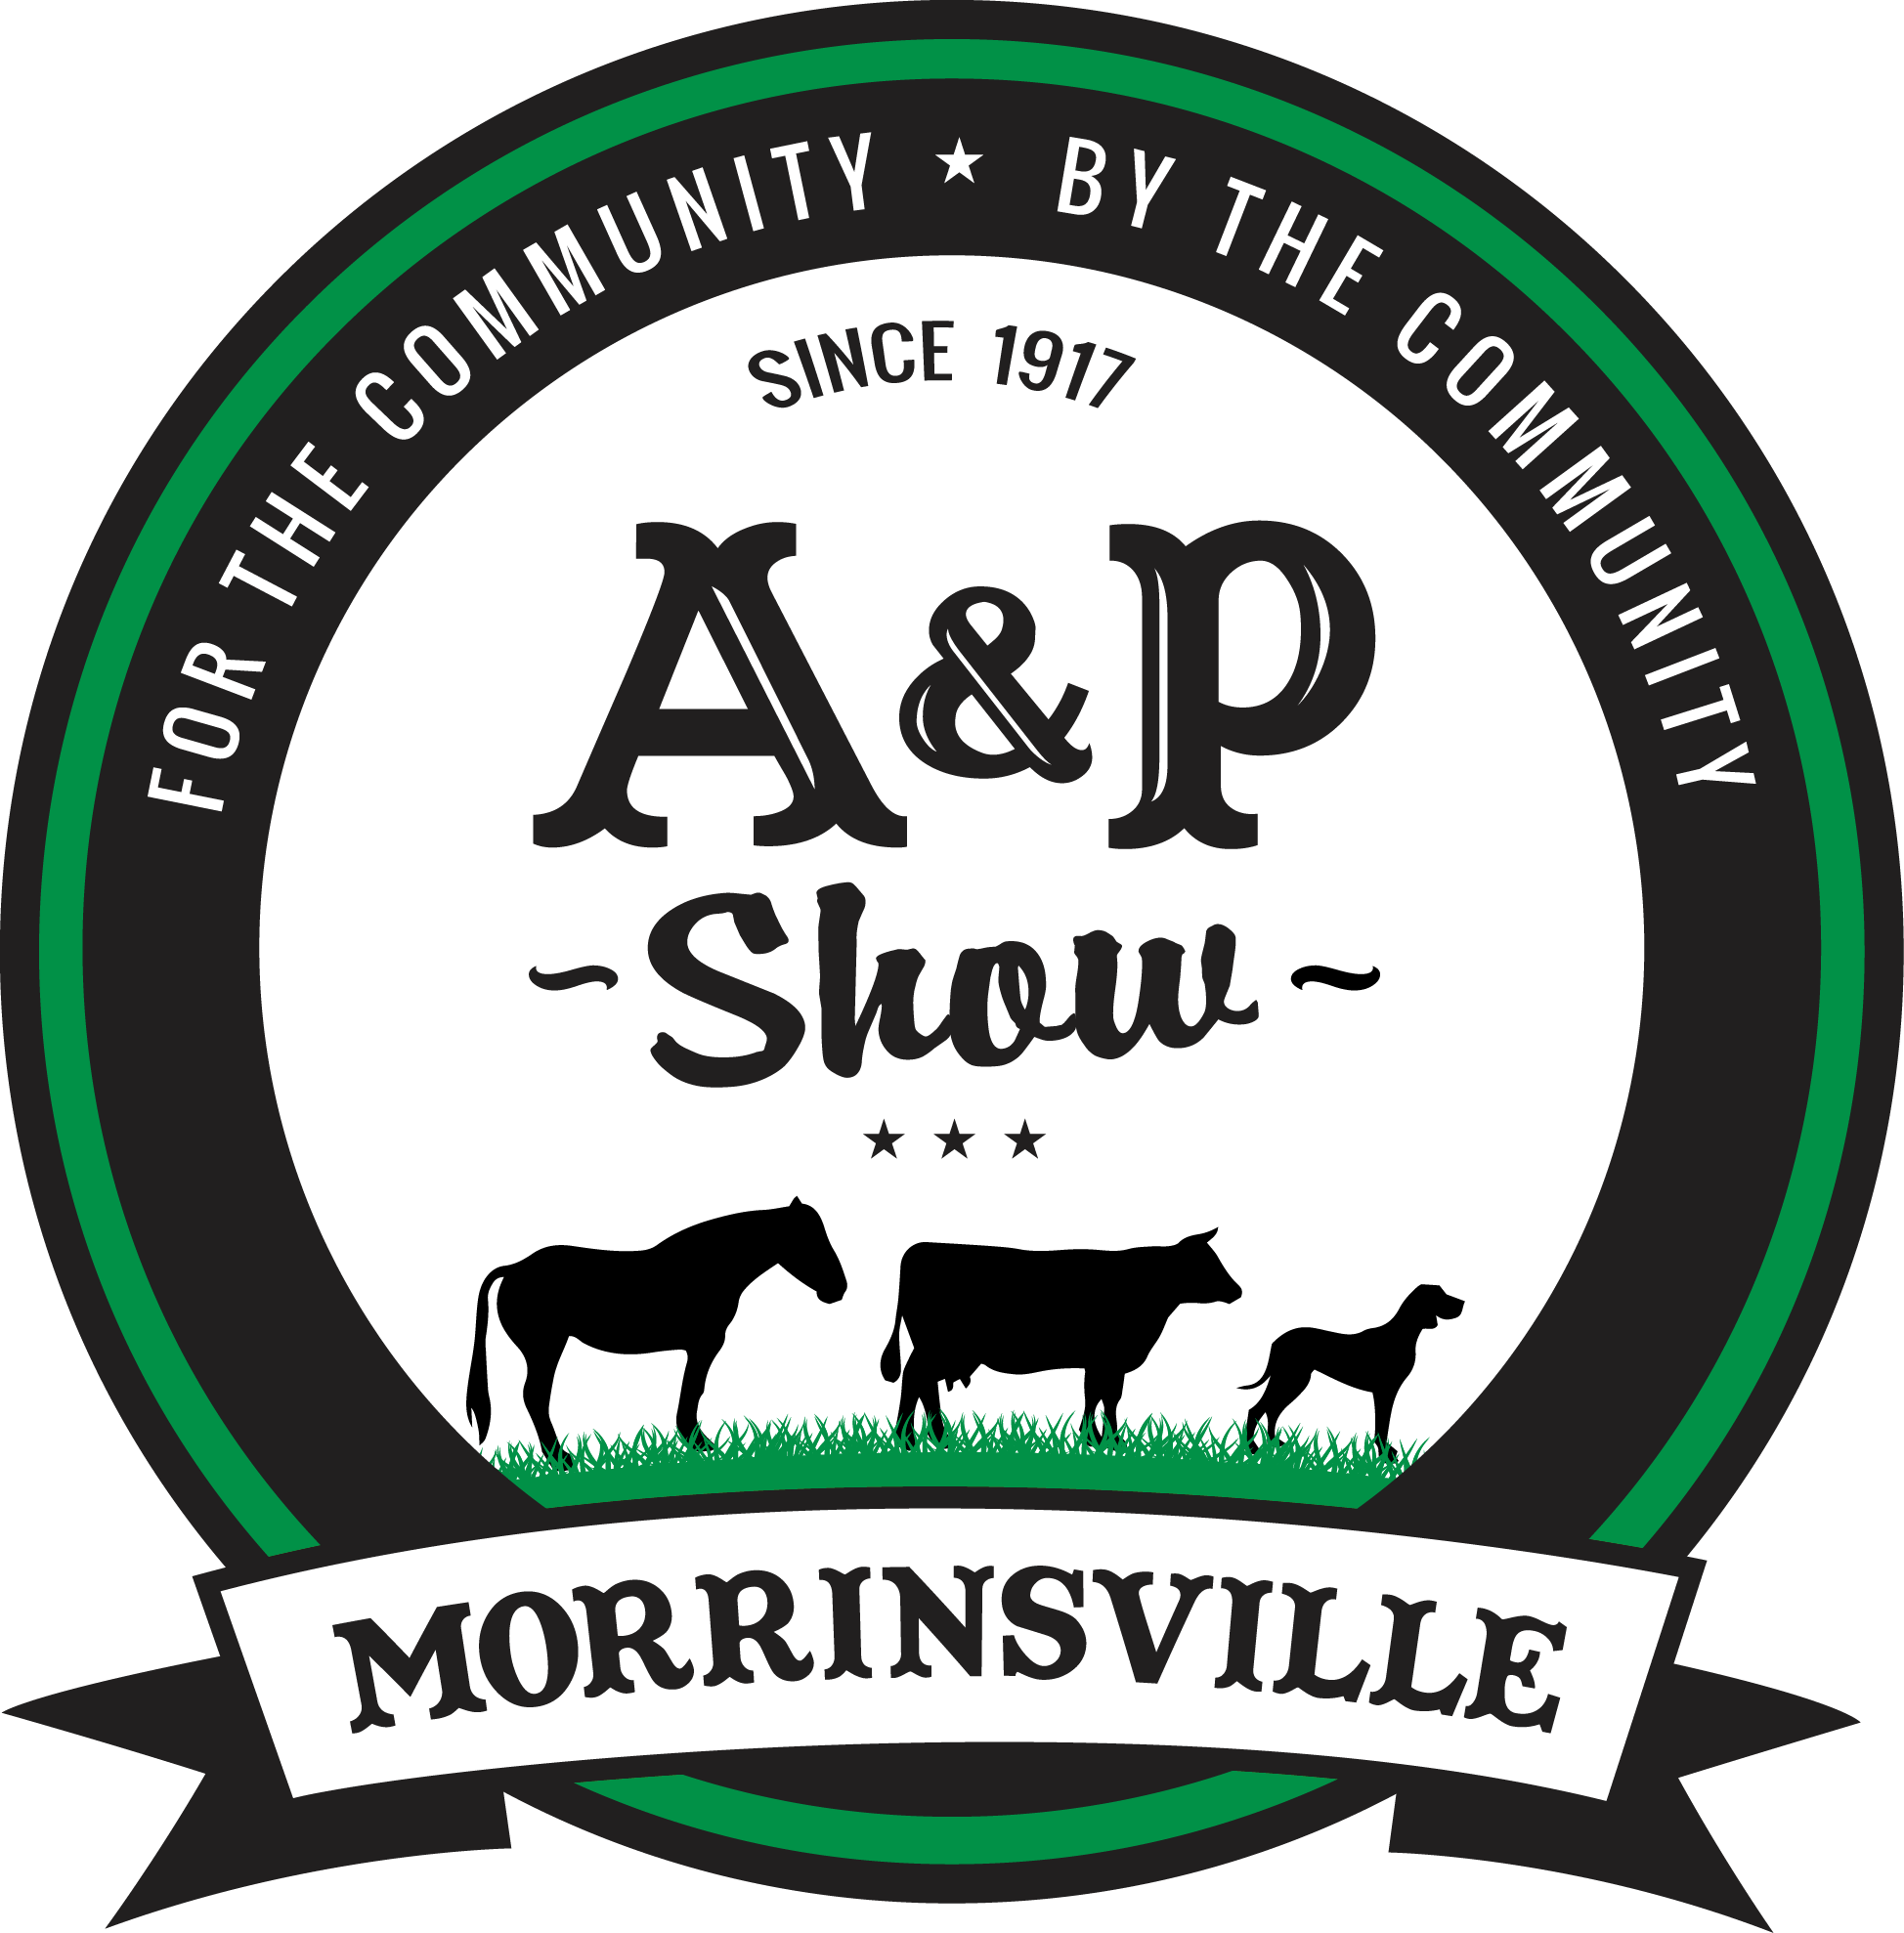 FOR THE COMMUNITY ★ BY THE COMMUNITY
SINCE 1917
A&P
~Show~
★ ★ ★
MORRINSVILLE